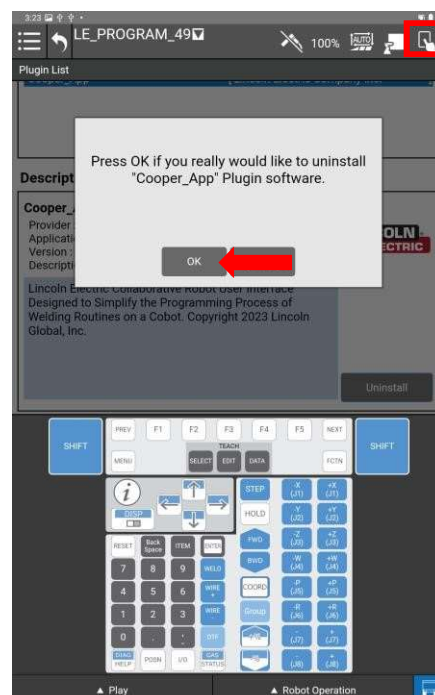 3:23
LE_PROGRAM_49
100%
AUTO
Plugin List
Press OK if you really would like to uninstall
"Cooper_App" Plugin software.
OK
Descript
Cooper_
Provider
Applicati
Version :
Descripti
OLN
ECTRIC
Lincoln Electric Collaborative Robot User Interface
Designed to Simplify the Programming Process of
Welding Routines on a Cobot. Copyright 2023 Lincoln
Global, Inc.
Uninstall
SHIFT
PREV F1 F2 F3 F4 F5 NEXT
SHIFT
TEACH
MENU SELECT EDIT DATA FCTN
i
DISP
STEP -X (J1) +X (J1)
HOLD -Y (J2) +Y (J2)
FWD -Z (J3) +Z (J3)
BWD -W (J4) +W (J4)
COORD -P (J5) +P (J5)
Group -R (J6) +R (J6)
- (J7) + (J7)
- (J8) + (J8)
RESET Back Space ITEM ENTER
7 8 9 WELD
4 5 6 WIRE +
1 2 3 WIRE -
0 . , OTF
DIAG HELP POSN I/O GAS STATUS
▲ Play ▲ Robot Operation